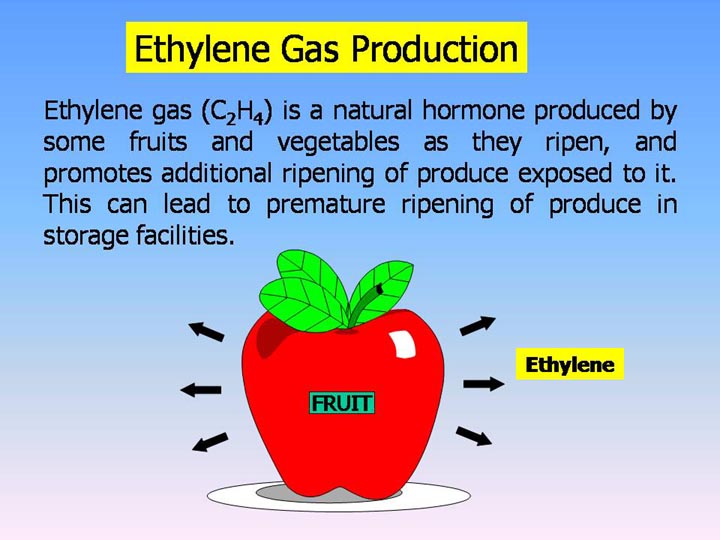 Ethylene Gas Production
Ethylene gas (C₂H₄) is a natural hormone produced by
some fruits and vegetables as they ripen, and
promotes additional ripening of produce exposed to it.
This can lead to premature ripening of produce in
storage facilities.
Ethylene
FRUIT